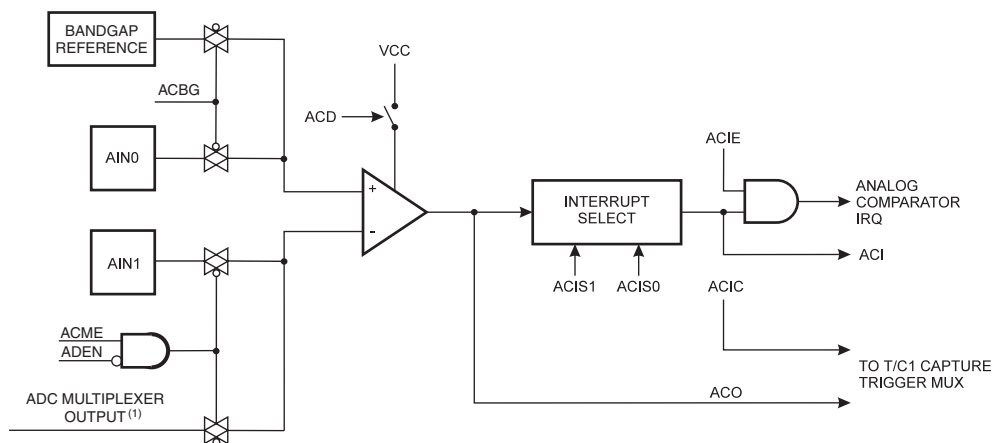 BANDGAP
REFERENCE
VCC
ACBG
ACD
AIN0
ACIE
+
-
INTERRUPT
SELECT
ANALOG
COMPARATOR
IRQ
AIN1
ACI
ACIS1
ACIS0
ACIC
ACME
ADEN
TO T/C1 CAPTURE
TRIGGER MUX
ADC MULTIPLEXER
OUTPUT (1)
ACO